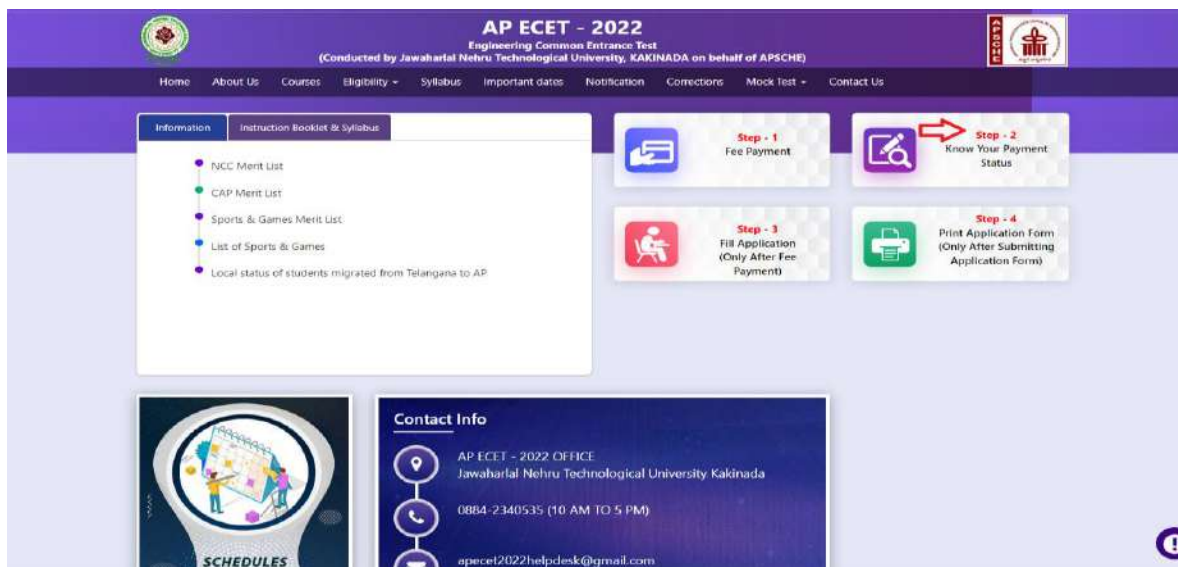 AP ECET - 2022
Engineering Common Entrance Test
(Conducted by Jawaharlal Nehru Technological University, KAKINADA on behalf of APSCHE)
APSCHE
Home About Us Courses Eligibility Syllabus Important dates Notification Corrections Mock Test Contact Us
Information Instruction Booklet & Syllabus
NCC Merit List
CAP Merit List
Sports & Games Merit List
List of Sports & Games
Local status of students migrated from Telangana to AP
Step - 1
Fee Payment
Step - 2
Know Your Payment
Status
Step - 3
Fill Application
(Only After Fee
Payment)
Step - 4
Print Application Form
(Only After Submitting
Application Form)
SCHEDULES
Contact Info
AP ECET - 2022 OFFICE
Jawaharlal Nehru Technological University Kakinada
0884-2340535 (10 AM TO 5 PM)
apecet2022helpdesk@gmail.com